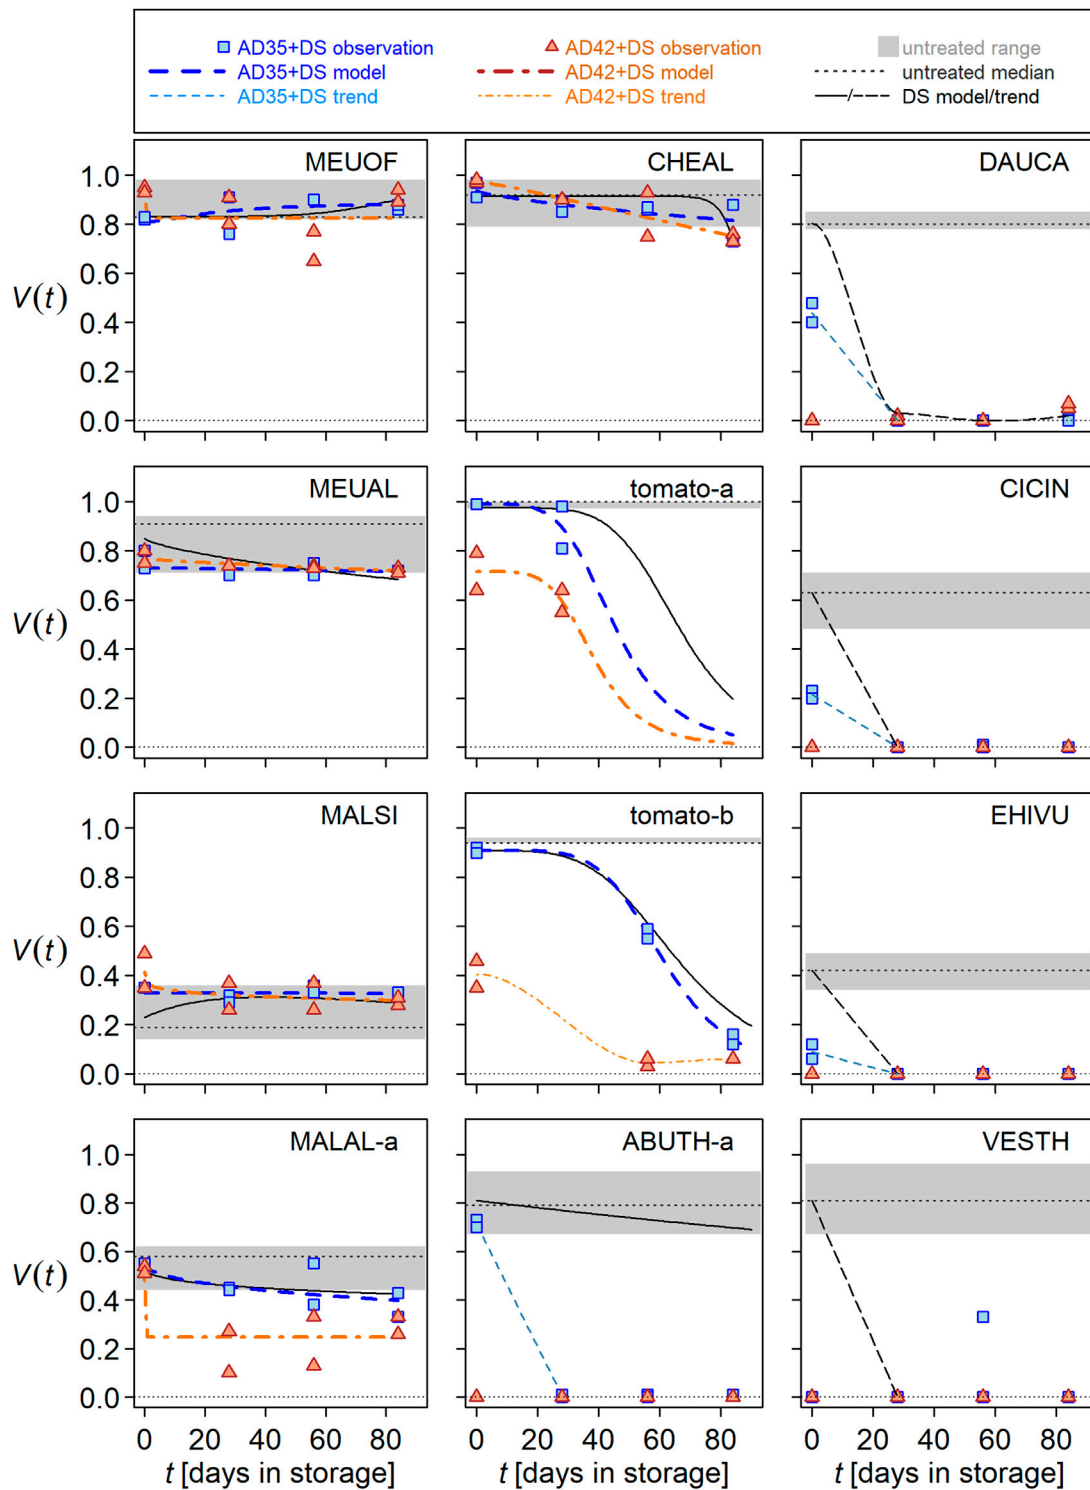 AD35+DS observation AD42+DS observation untreated range
AD35+DS model AD42+DS model untreated median
AD35+DS trend AD42+DS trend DS model/trend
MEUOF CHEAL DAUCA
1.0
0.8
0.6
V(t)
0.4
0.2
0.0
MEUAL tomato-a CICIN
1.0
0.8
0.6
V(t)
0.4
0.2
0.0
MALSI tomato-b EHIVU
1.0
0.8
0.6
V(t)
0.4
0.2
0.0
MALAL-a ABUTH-a VESTH
1.0
0.8
0.6
V(t)
0.4
0.2
0.0
0 20 40 60 80 0 20 40 60 80 0 20 40 60 80
t [days in storage] t [days in storage] t [days in storage]